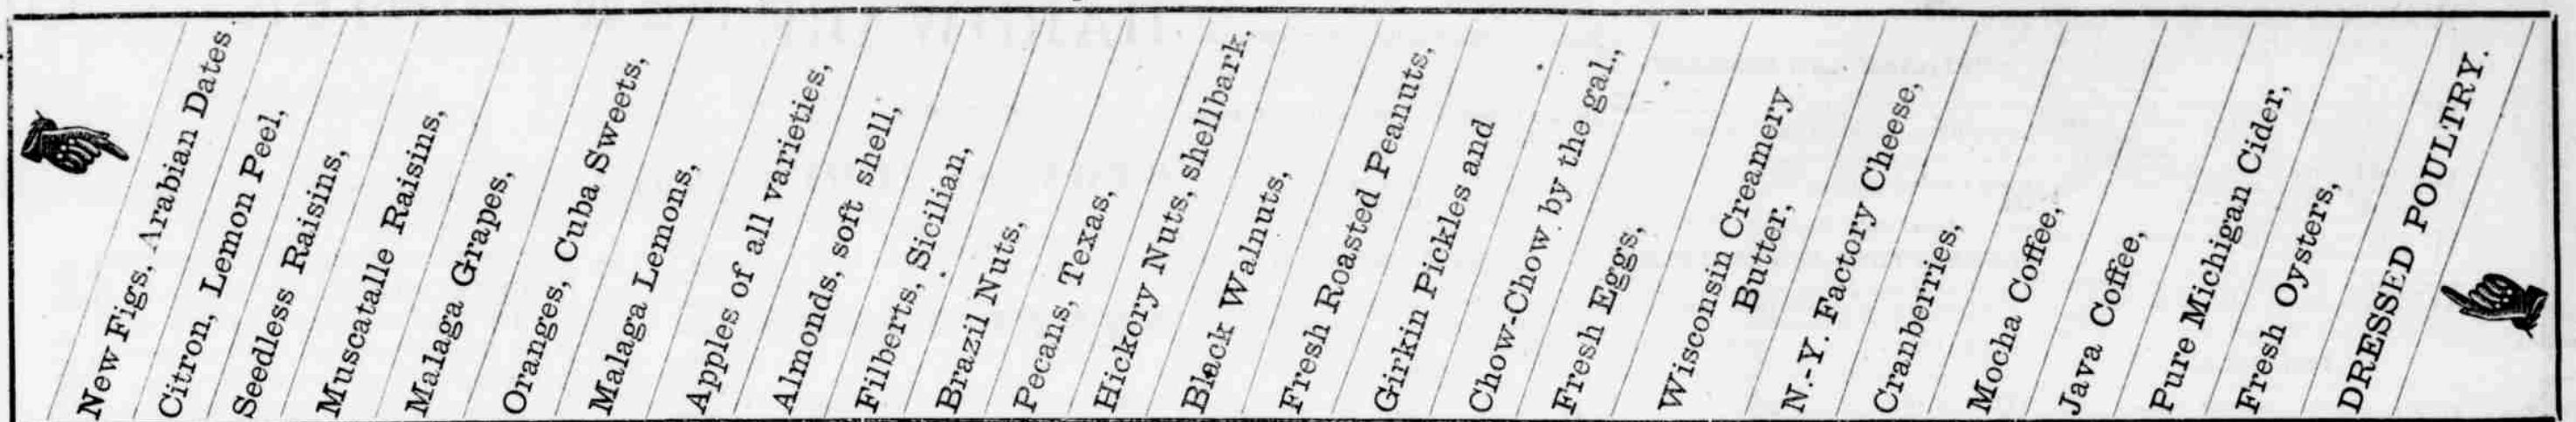 New Figs, Arabian Dates
Citron, Lemon Peel,
Seedless Raisins,
Muscatalle Raisins,
Malaga Grapes,
Oranges, Cuba Sweets,
Malaga Lemons,
Apples of all varieties,
Almonds, soft shell,
Filberts, Sicilian,
Brazil Nuts,
Pecans, Texas,
Hickory Nuts, shellbark,
Black Walnuts,
Fresh Roasted Peanuts,
Girkin Pickles and
Chow-Chow by the gal.,
Fresh Eggs,
Wisconsin Creamery
Butter,
N.-Y. Factory Cheese,
Cranberries,
Mocha Coffee,
Java Coffee,
Pure Michigan Cider,
Fresh Oysters,
DRESSED POULTRY.